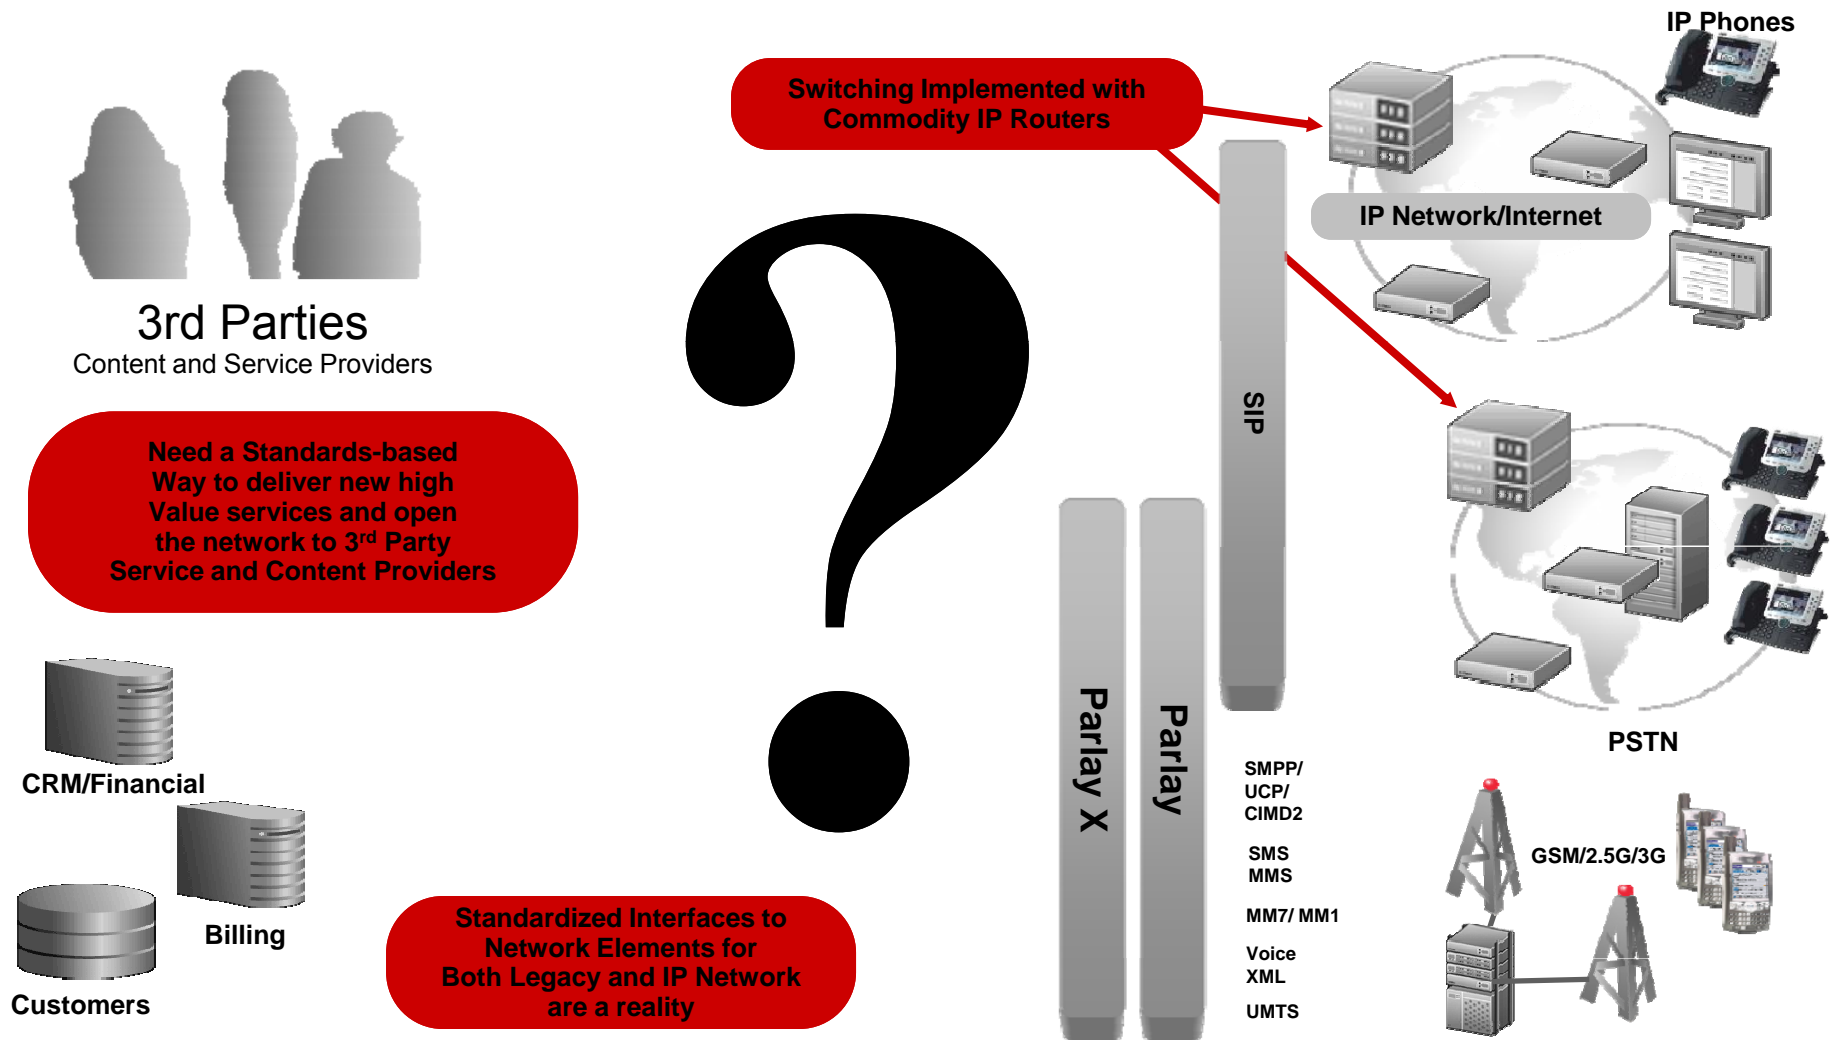 IP Phones
Switching Implemented with
Commodity IP Routers
IP Network/Internet
3rd Parties
Content and Service Providers
Need a Standards-based
Way to deliver new high
Value services and open
the network to 3rd Party
Service and Content Providers
SIP
Parlay X
Parlay
PSTN
CRM/Financial
Billing
Customers
Standardized Interfaces to
Network Elements for
Both Legacy and IP Network
are a reality
SMPP/
UCP/
CIMD2
SMS
MMS
MM7/ MM1
Voice
XML
UMTS
GSM/2.5G/3G
?